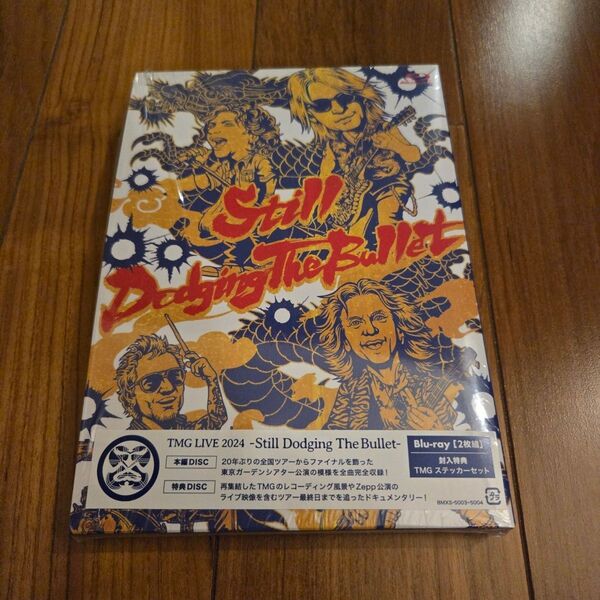 Still
Dodging The Bullet
TMG LIVE 2024 -Still Dodging The Bullet-
本編DISC
20年ぶりの全国ツアーからファイナルを飾った
東京ガーデンシアター公演の模様を全曲完全収録！
特典DISC
再集結したTMGのレコーディング風景やZepp公演の
ライブ映像を含むツアー最終日までを追ったドキュメンタリー！
Blu-ray【2枚組】
封入特典
TMG ステッカーセット
BMXS-5003~5004